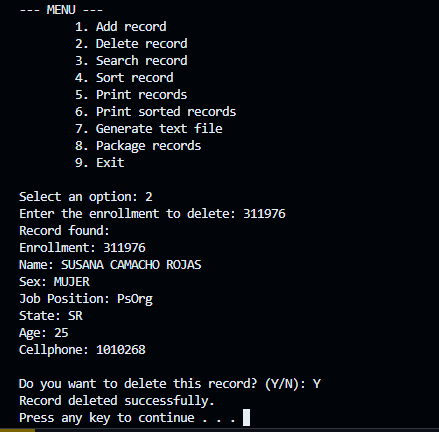 --- MENU ---
1. Add record
2. Delete record
3. Search record
4. Sort record
5. Print records
6. Print sorted records
7. Generate text file
8. Package records
9. Exit
Select an option: 2
Enter the enrollment to delete: 311976
Record found:
Enrollment: 311976
Name: SUSANA CAMACHO ROJAS
Sex: MUJER
Job Position: PsOrg
State: SR
Age: 25
Cellphone: 1010268
Do you want to delete this record? (Y/N): Y
Record deleted successfully.
Press any key to continue . . .